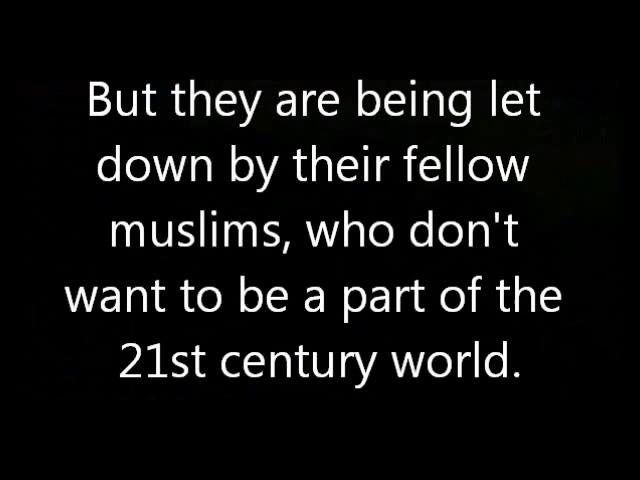 But they are being let
down by their fellow
muslims, who don't
want to be a part of the
21st century world.